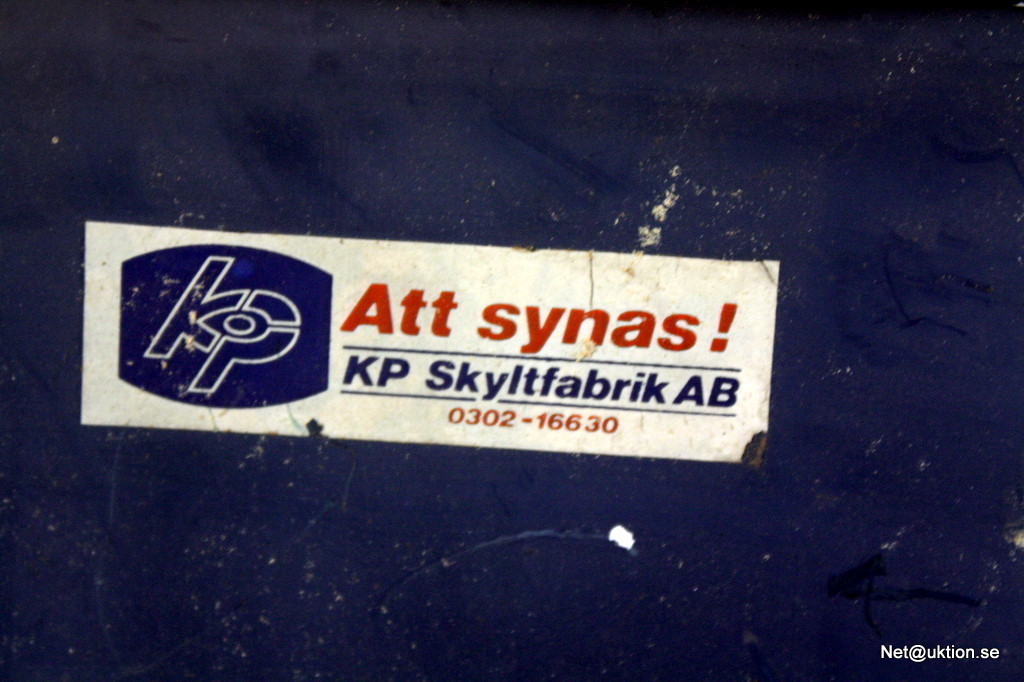 KP
Att synas!
KP Skyltfabrik AB
0302-16630
Net@uktion.se